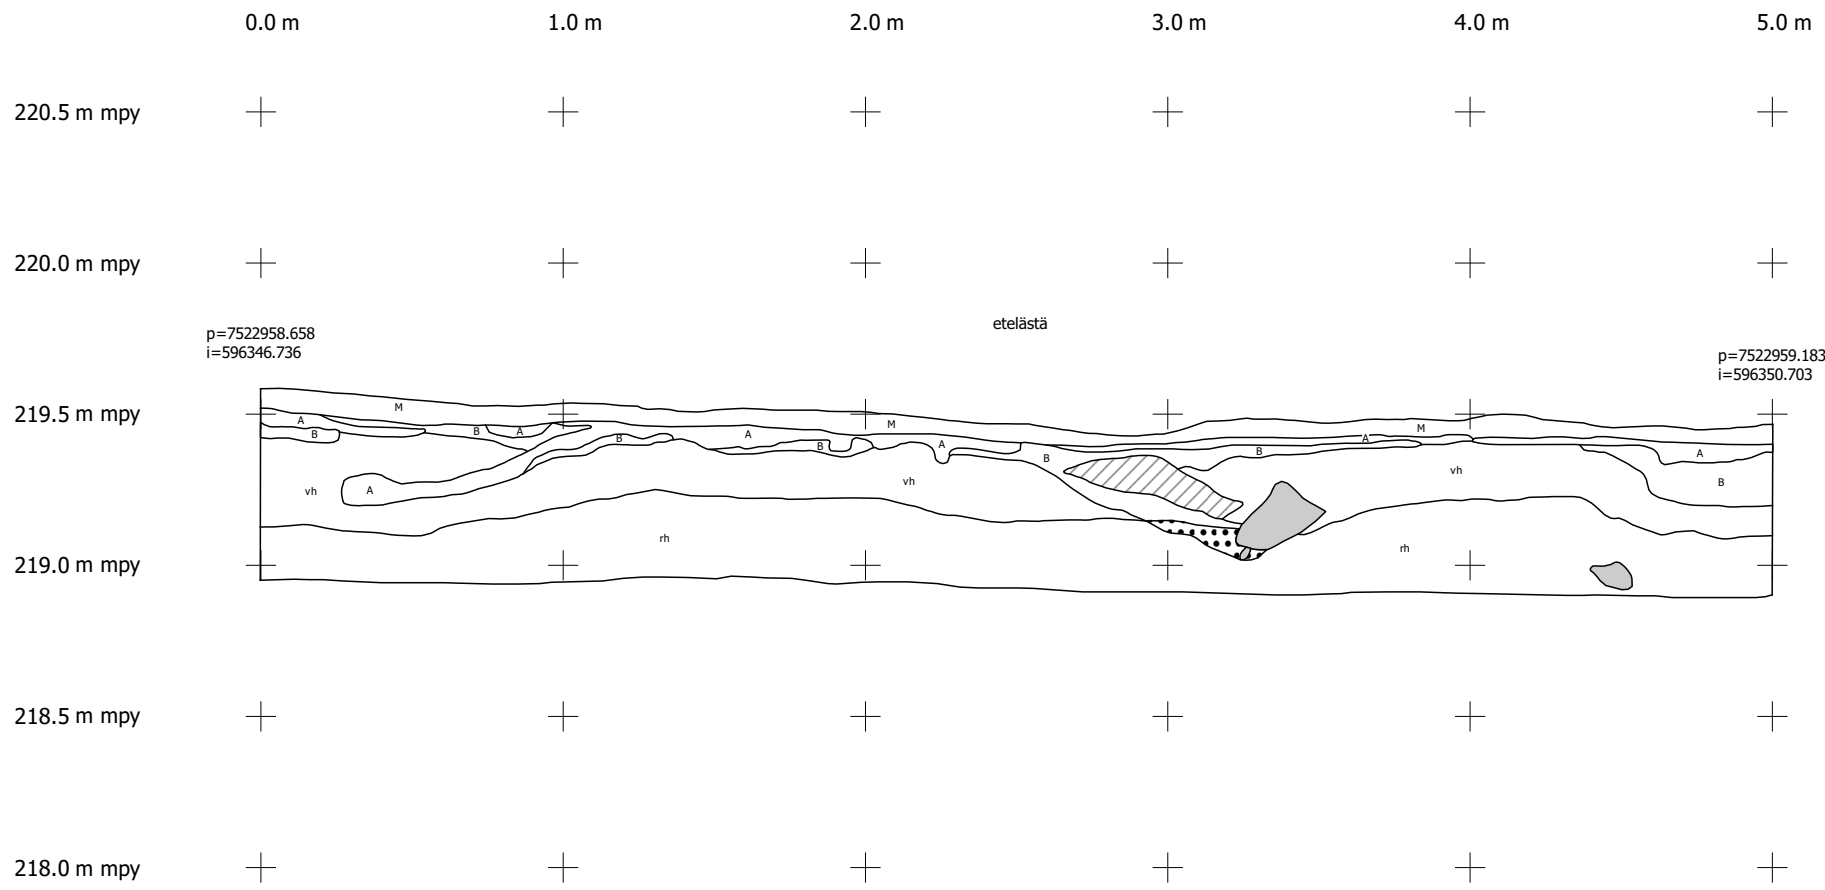 0.0 m 1.0 m 2.0 m 3.0 m 4.0 m 5.0 m
220.5 m mpy
220.0 m mpy
etelästä
p=7522958.658
i=596346.736
p=7522959.183
i=596350.703
219.5 m mpy
M
M
M
A
B
B
A
B
A
B
A
B
A
B
A
B
vh
A
vh
vh
B
rh
rh
219.0 m mpy
218.5 m mpy
218.0 m mpy